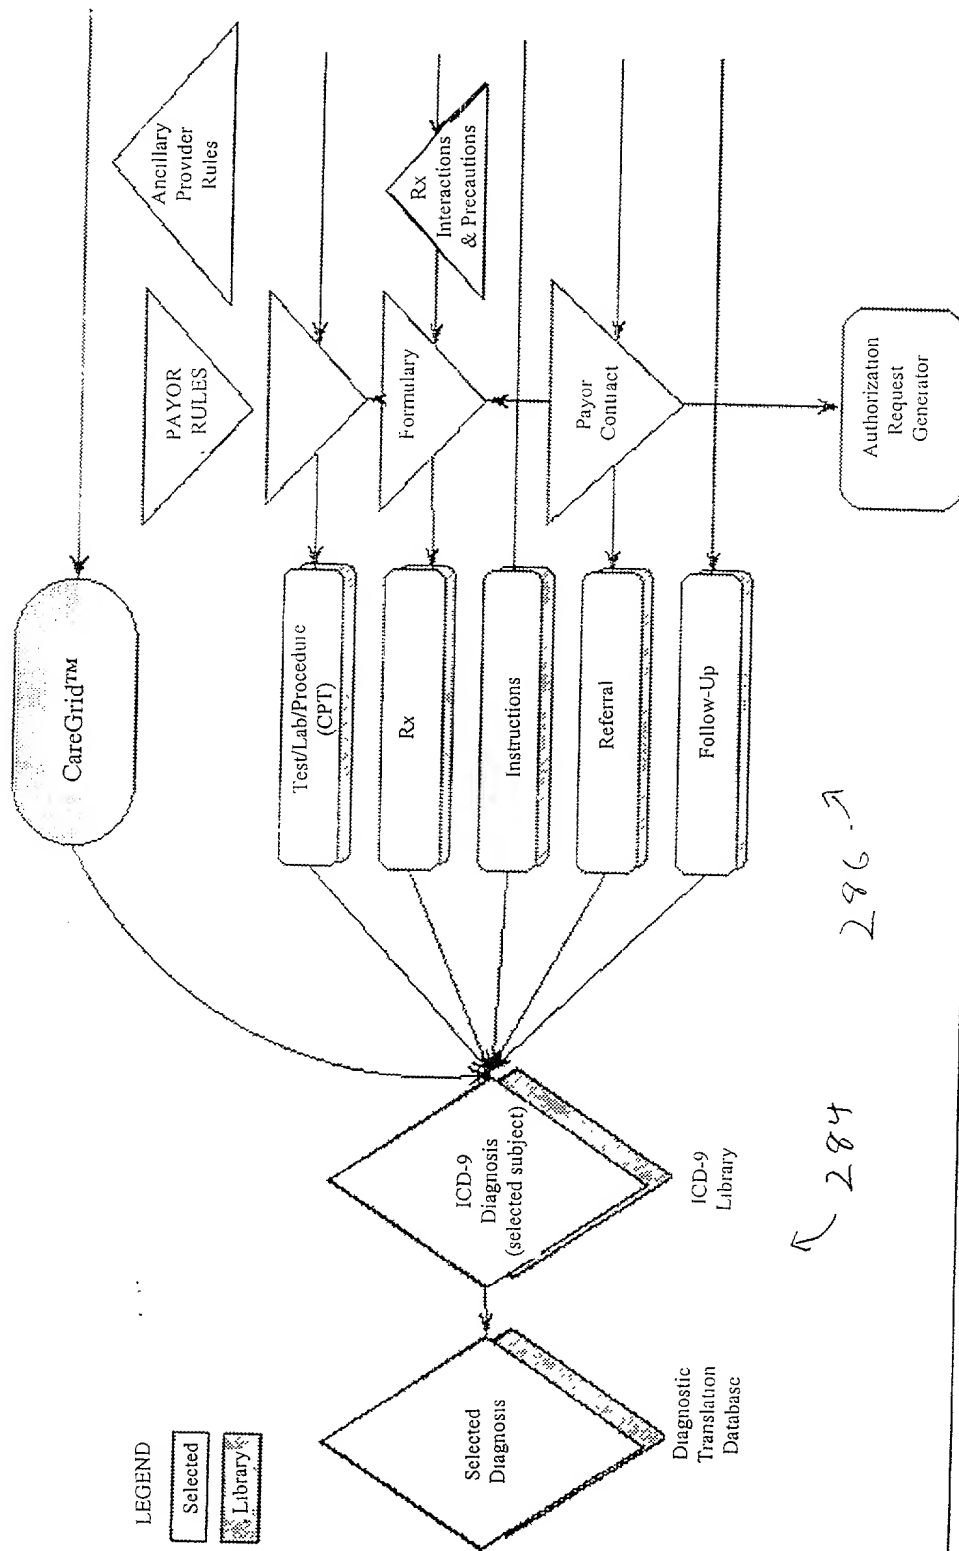 LEGEND
Selected
Library
CareGrid™
PAYOR
RULES
Ancillary
Provider
Rules
Test/Lab/Procedure
(CPT)
Rx
Formulary
Rx
Interactions
& Precautions
Instructions
Referral
Payor
Contract
Follow-Up
Authorization
Request
Generator
Selected
Diagnosis
Diagnostic
Translation
Database
ICD-9
Diagnosis
(selected subject)
ICD-9
Library
284
286